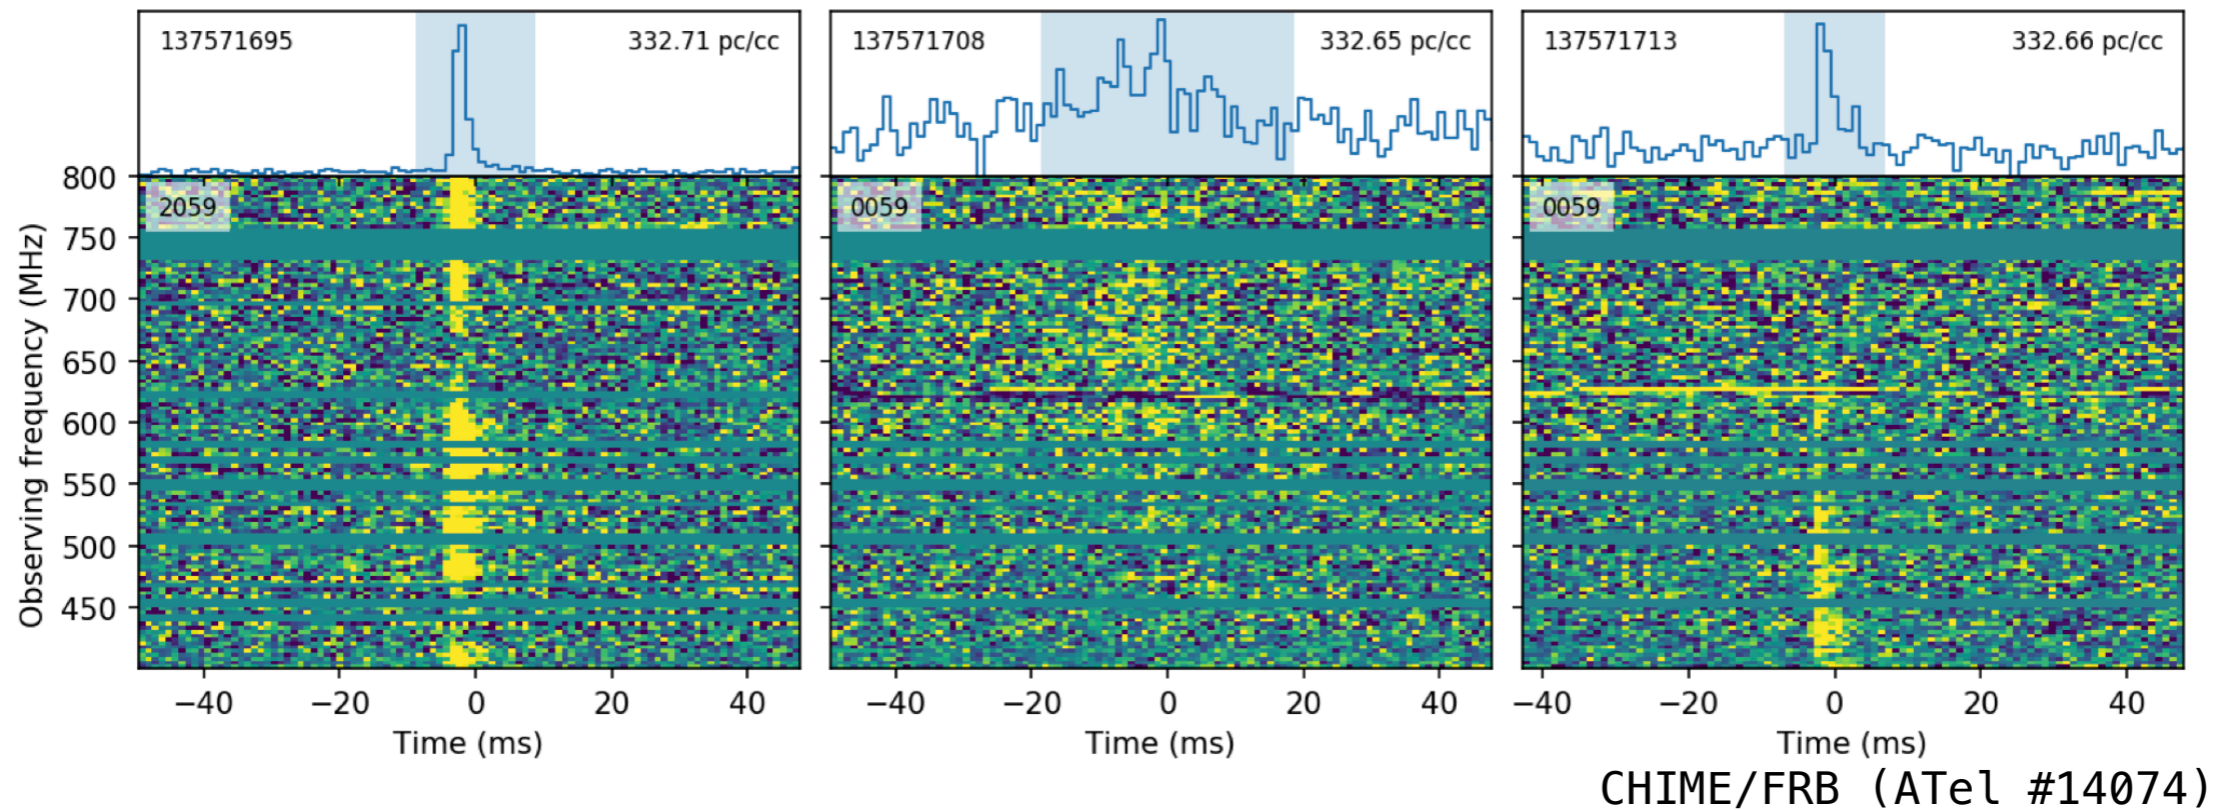 137571695 332.71 pc/cc
137571708 332.65 pc/cc
137571713 332.66 pc/cc
2059
0059
0059
Observing frequency (MHz)
800
750
700
650
600
550
500
450
−40 −20 0 20 40
−40 −20 0 20 40
−40 −20 0 20 40
Time (ms)
Time (ms)
Time (ms)
CHIME/FRB (ATel #14074)